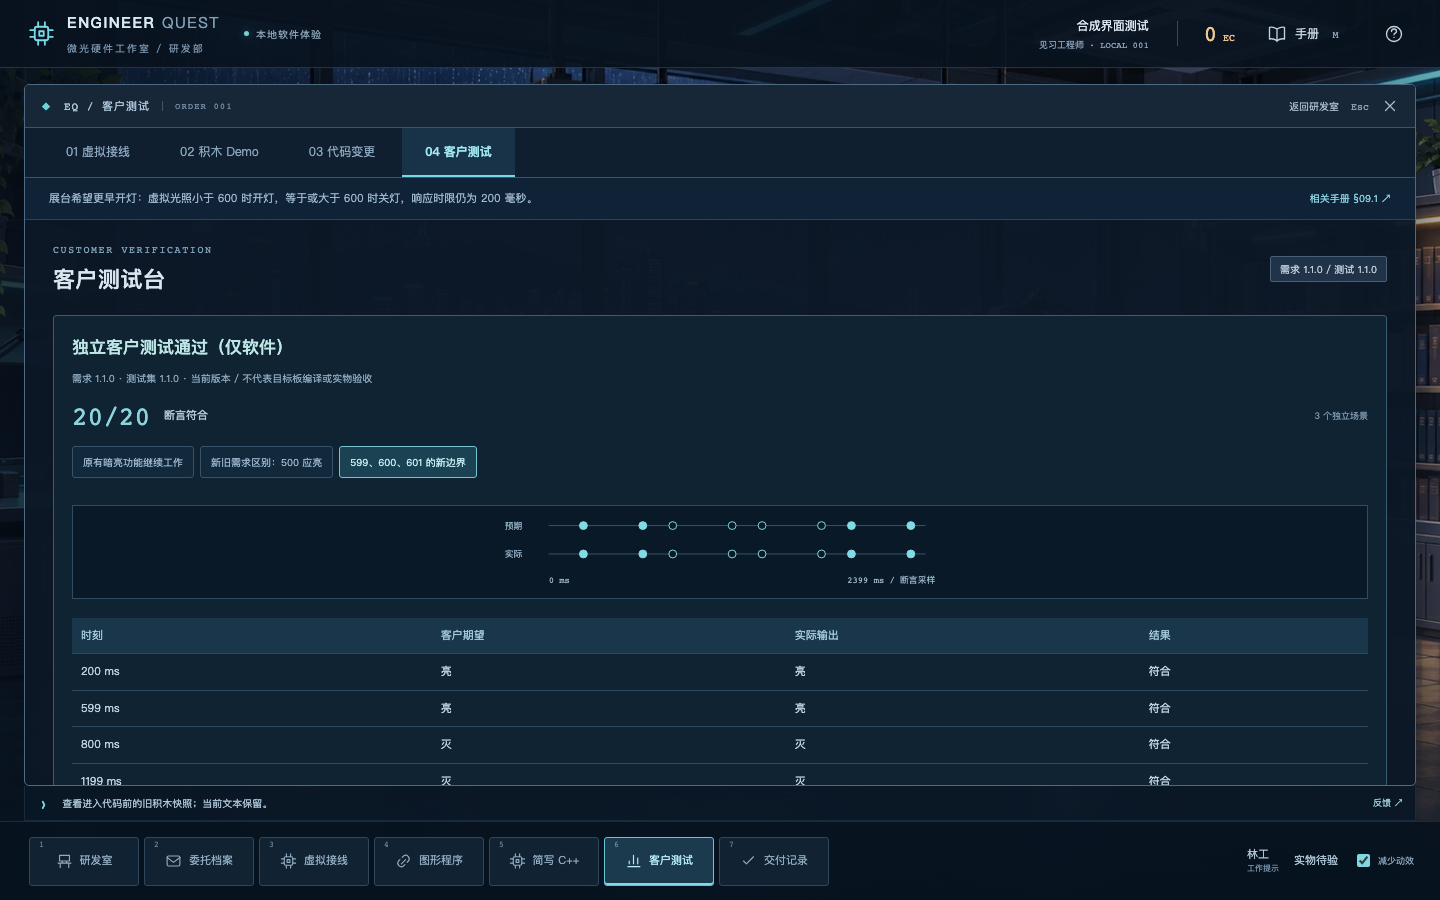 ENGINEER QUEST
微光硬件工作室 / 研发部
本地软件体验
合成界面测试
见习工程师 · LOCAL 001
0 EC
手册 M
EQ / 客户测试 ORDER 001
返回研发室 Esc
01 虚拟接线
02 积木 Demo
03 代码变更
04 客户测试
展台希望更早开灯：虚拟光照小于 600 时开灯，等于或大于 600 时关灯，响应时限仍为 200 毫秒。
相关手册 §09.1 ↗
CUSTOMER VERIFICATION
客户测试台
需求 1.1.0 / 测试 1.1.0
独立客户测试通过（仅软件）
需求 1.1.0 · 测试集 1.1.0 · 当前版本 / 不代表目标板编译或实物验收
20/20 断言符合
3 个独立场景
原有暗亮功能继续工作
新旧需求区别：500 应亮
599、600、601 的新边界
预期
实际
0 ms
2399 ms / 断言采样
时刻 客户期望 实际输出 结果
200 ms 亮 亮 符合
599 ms 亮 亮 符合
800 ms 灭 灭 符合
1199 ms 灭 灭 符合
查看进入代码前的旧积木快照；当前文本保留。
反馈 ↗
1 研发室
2 委托档案
3 虚拟接线
4 图形程序
5 简写 C++
6 客户测试
7 交付记录
林工
工作提示
实物待验
减少动效